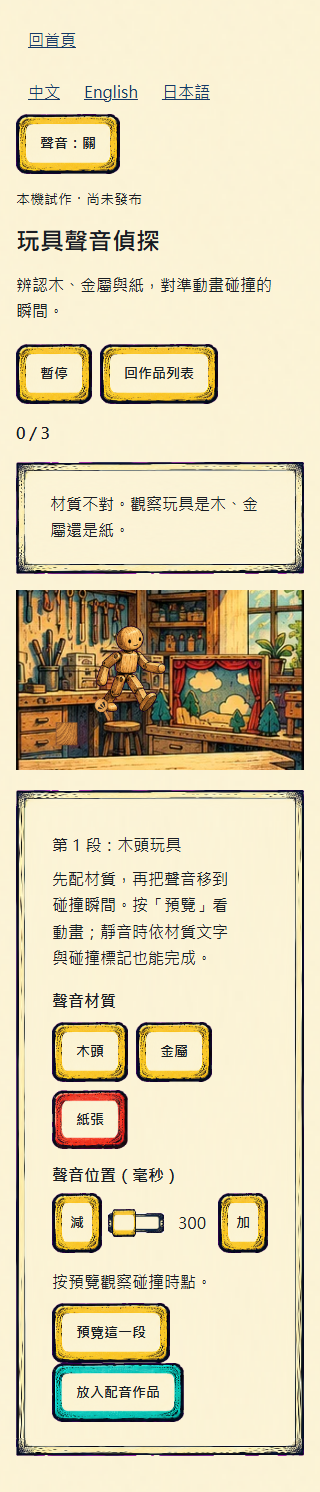 回首頁
中文 English 日本語
聲音：關
本機試作・尚未發布
玩具聲音偵探
辨認木、金屬與紙，對準動畫碰撞的
瞬間。
暫停 回作品列表
0 / 3
材質不對。觀察玩具是木、金
屬還是紙。
第 1 段：木頭玩具
先配材質，再把聲音移到
碰撞瞬間。按「預覽」看
動畫；靜音時依材質文字
與碰撞標記也能完成。
聲音材質
木頭 金屬
紙張
聲音位置（毫秒）
減 300 加
按預覽觀察碰撞時點。
預覽這一段
放入配音作品